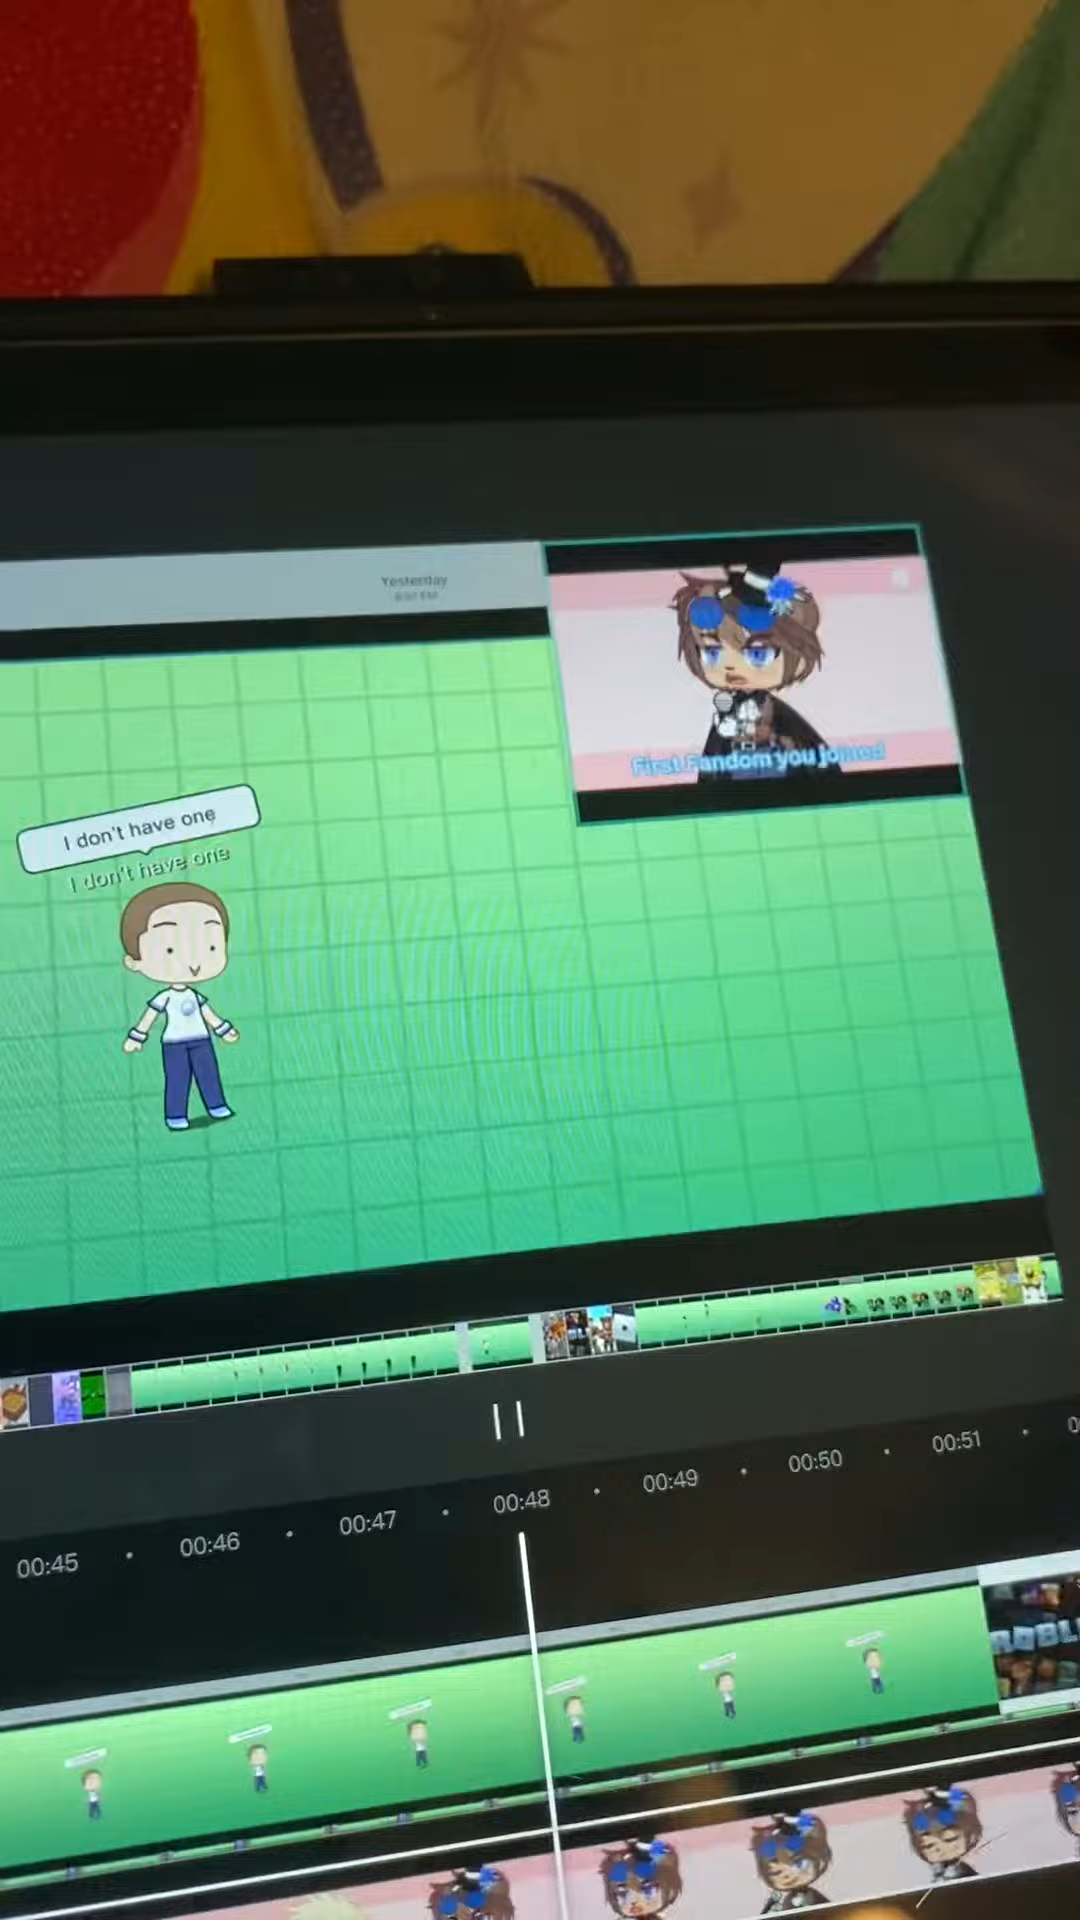 Yesterday
First Fandom you joined
I don't have one
I don't have one
00:45
00:46
00:47
00:48
00:49
00:50
00:51